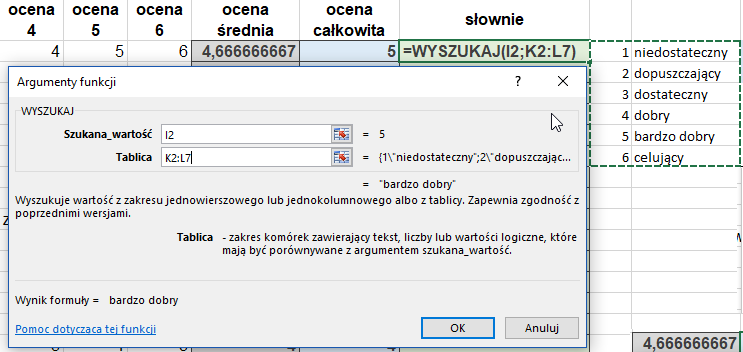 ocena 4 ocena 5 ocena 6 ocena średnia ocena całkowita słownie
4 5 6 4,666666667 5 =WYSZUKAJ(I2;K2:L7)
1 niedostateczny
2 dopuszczający
3 dostateczny
4 dobry
5 bardzo dobry
6 celujący
Argumenty funkcji ? ×
WYSZUKAJ
Szukana_wartość I2 = 5
Tablica K2:L7 = {1\"niedostateczny";2\"dopuszczając...
= "bardzo dobry"
Wyszukuje wartość z zakresu jednowierszowego lub jednokolumnowego albo z tablicy. Zapewnia zgodność z
poprzednimi wersjami.
Tablica - zakres komórek zawierający tekst, liczby lub wartości logiczne, które
mają być porównywane z argumentem szukana_wartość.
Wynik formuły = bardzo dobry
Pomoc dotycząca tej funkcji OK Anuluj
4,666666667